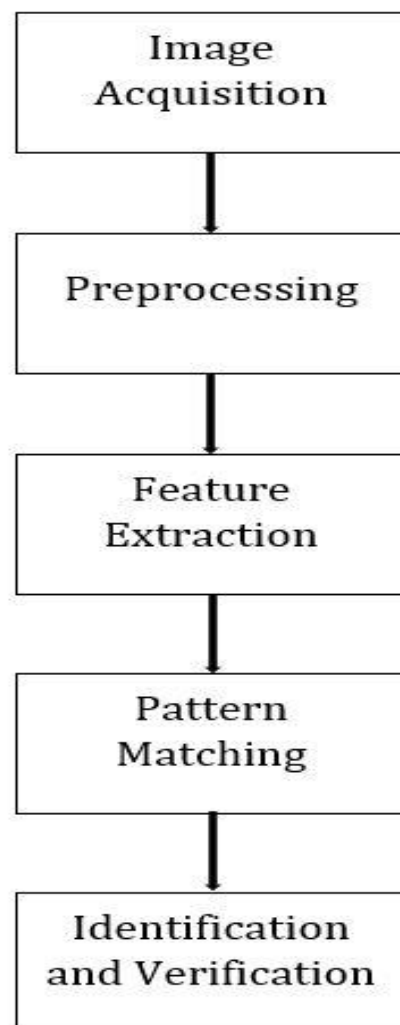 Image
Acquisition
Preprocessing
Feature
Extraction
Pattern
Matching
Identification
and Verification